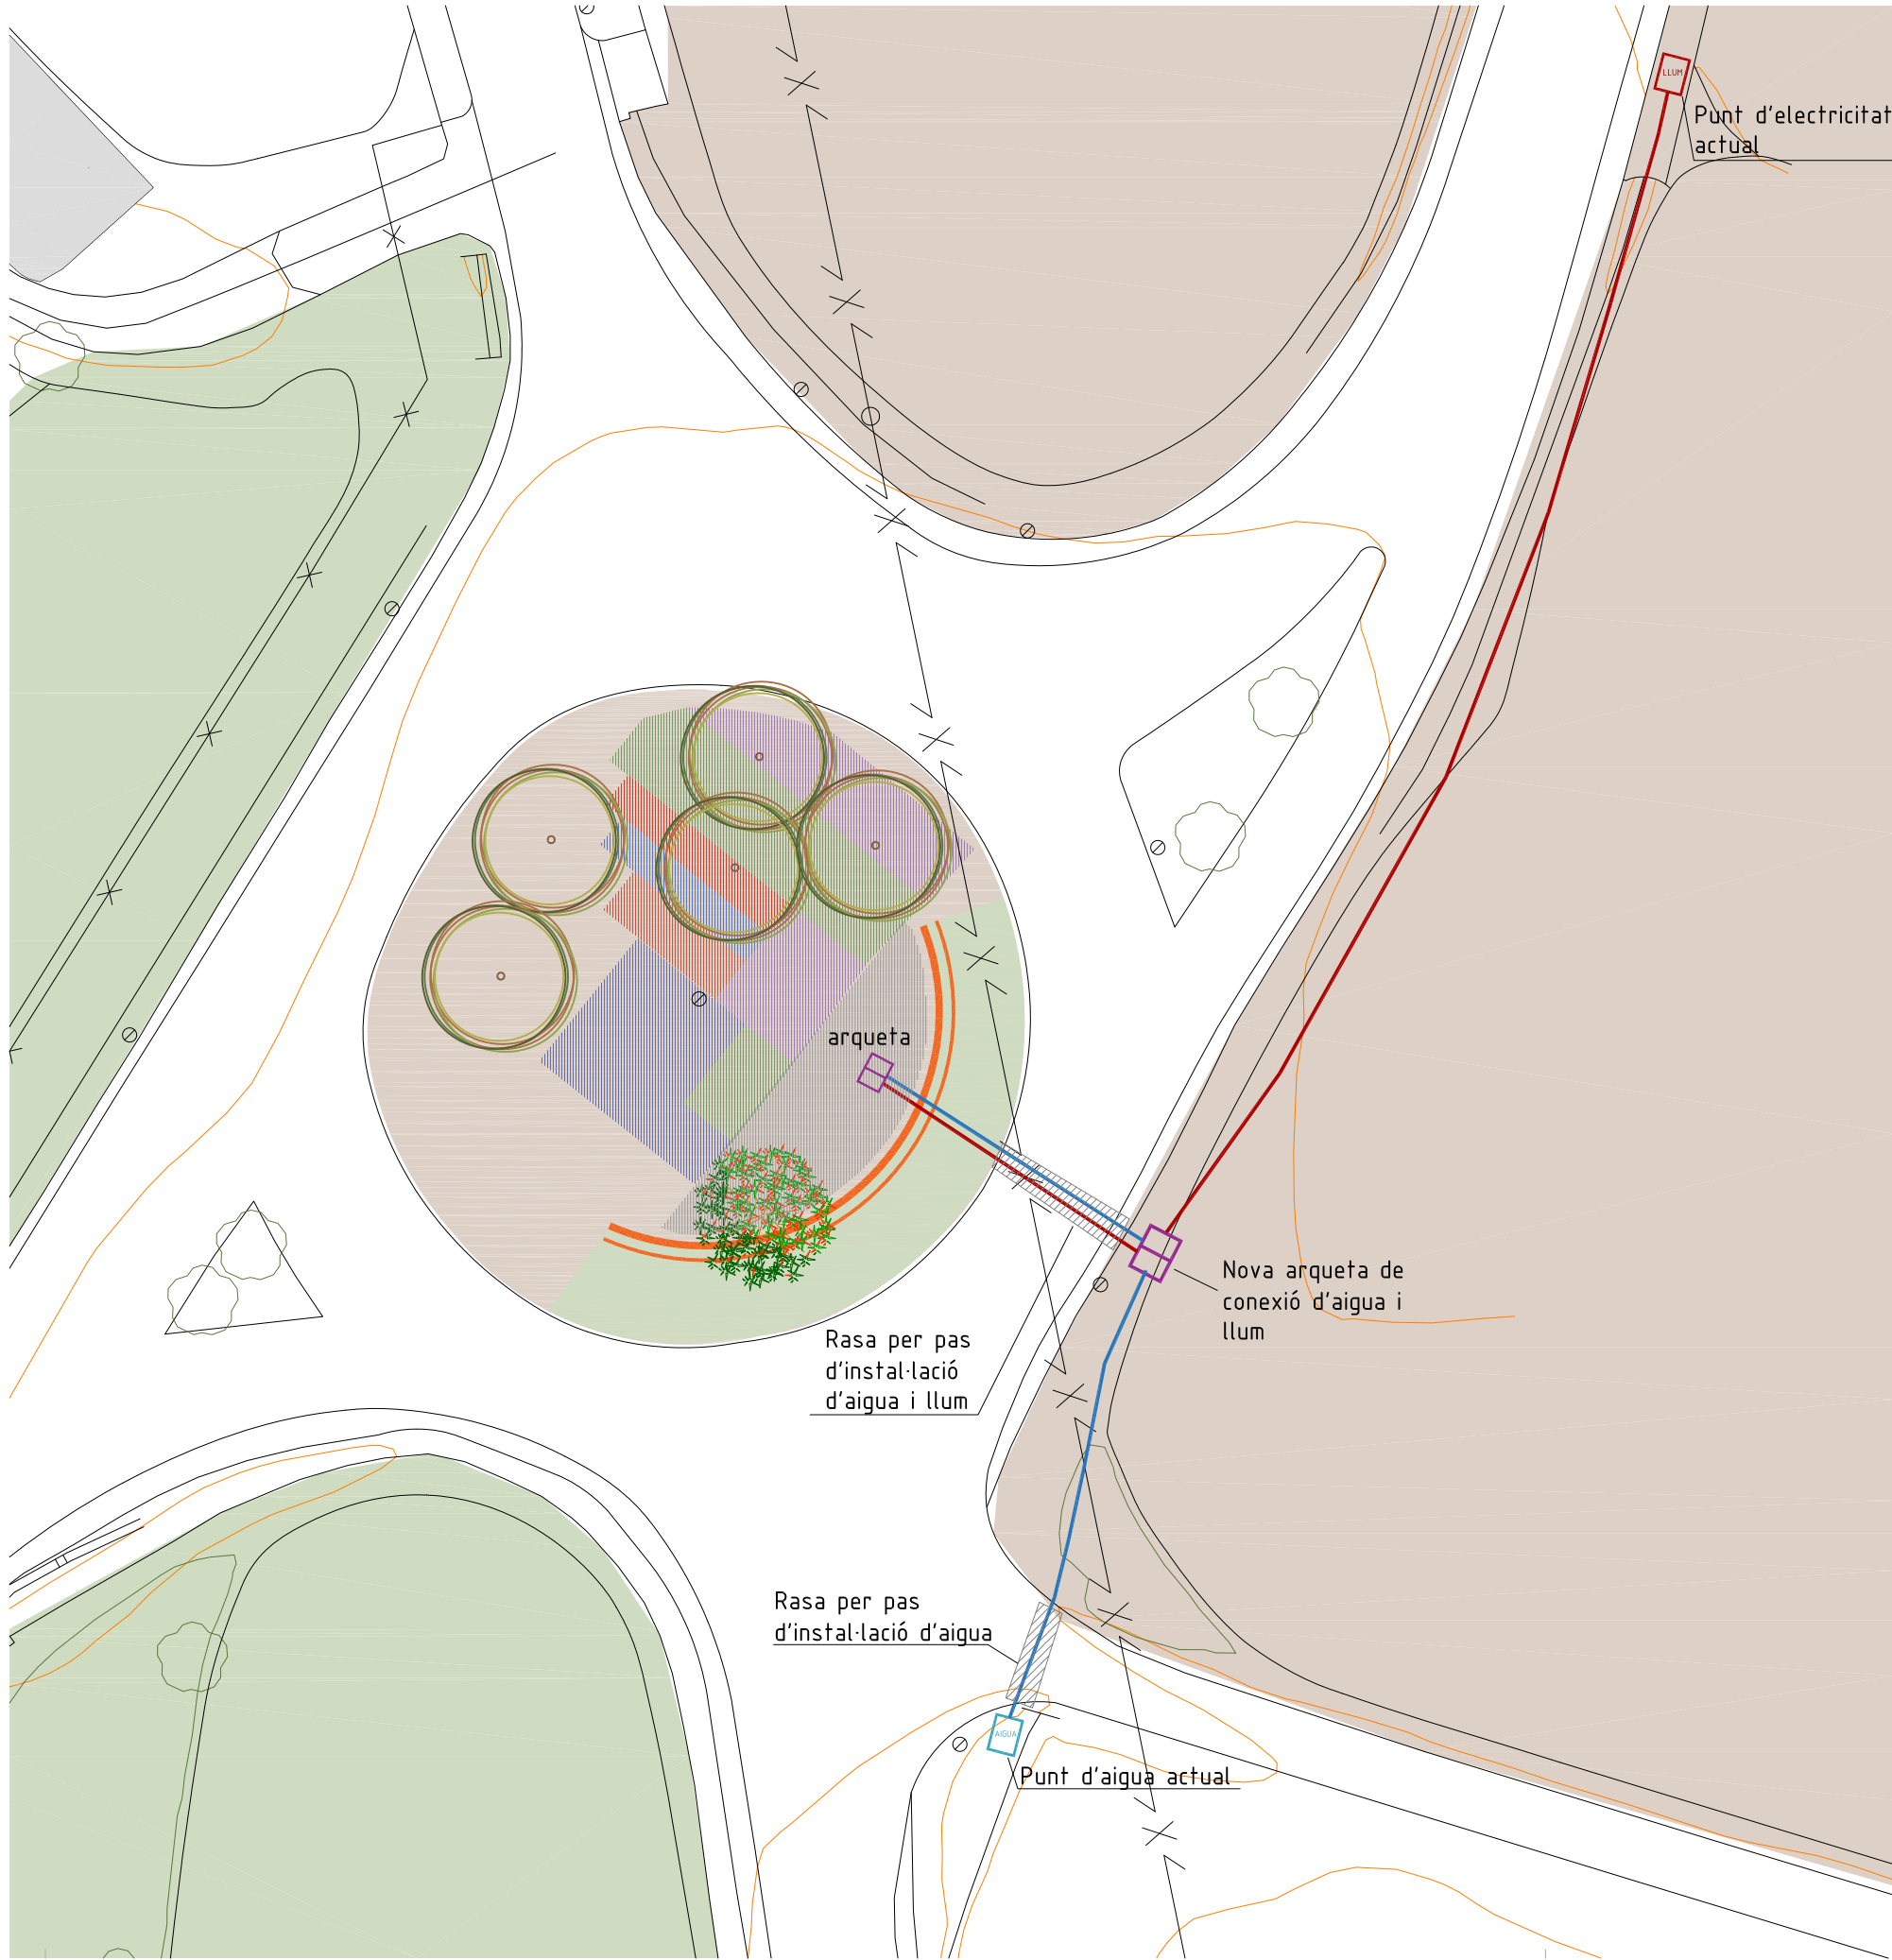 LLUM
Punt d'electricitat
actual
arqueta
Nova arqueta de
conexió d'aigua i
llum
Rasa per pas
d'instal·lació
d'aigua i llum
Rasa per pas
d'instal·lació d'aigua
AIGUA
Punt d'aigua actual